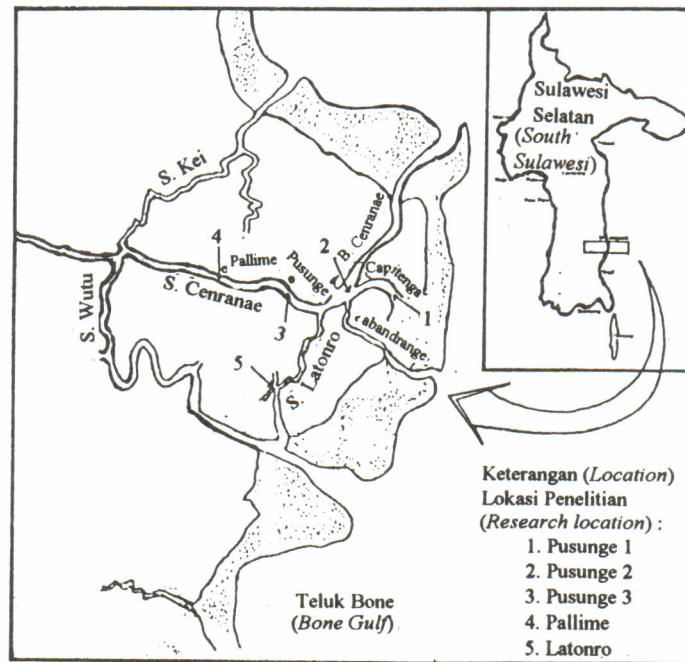 Sulawesi
Selatan
(South
Sulawesi)
S. Kei
2
B. Cenranae
4
Pallime
Pusunge
Capitenga
S. Cenranae
S. Wutu
3
1
abandrange
5
S. Latonro
Keterangan (Location)
Lokasi Penelitian
(Research location) :
1. Pusunge 1
2. Pusunge 2
3. Pusunge 3
4. Pallime
5. Latonro
Teluk Bone
(Bone Gulf)